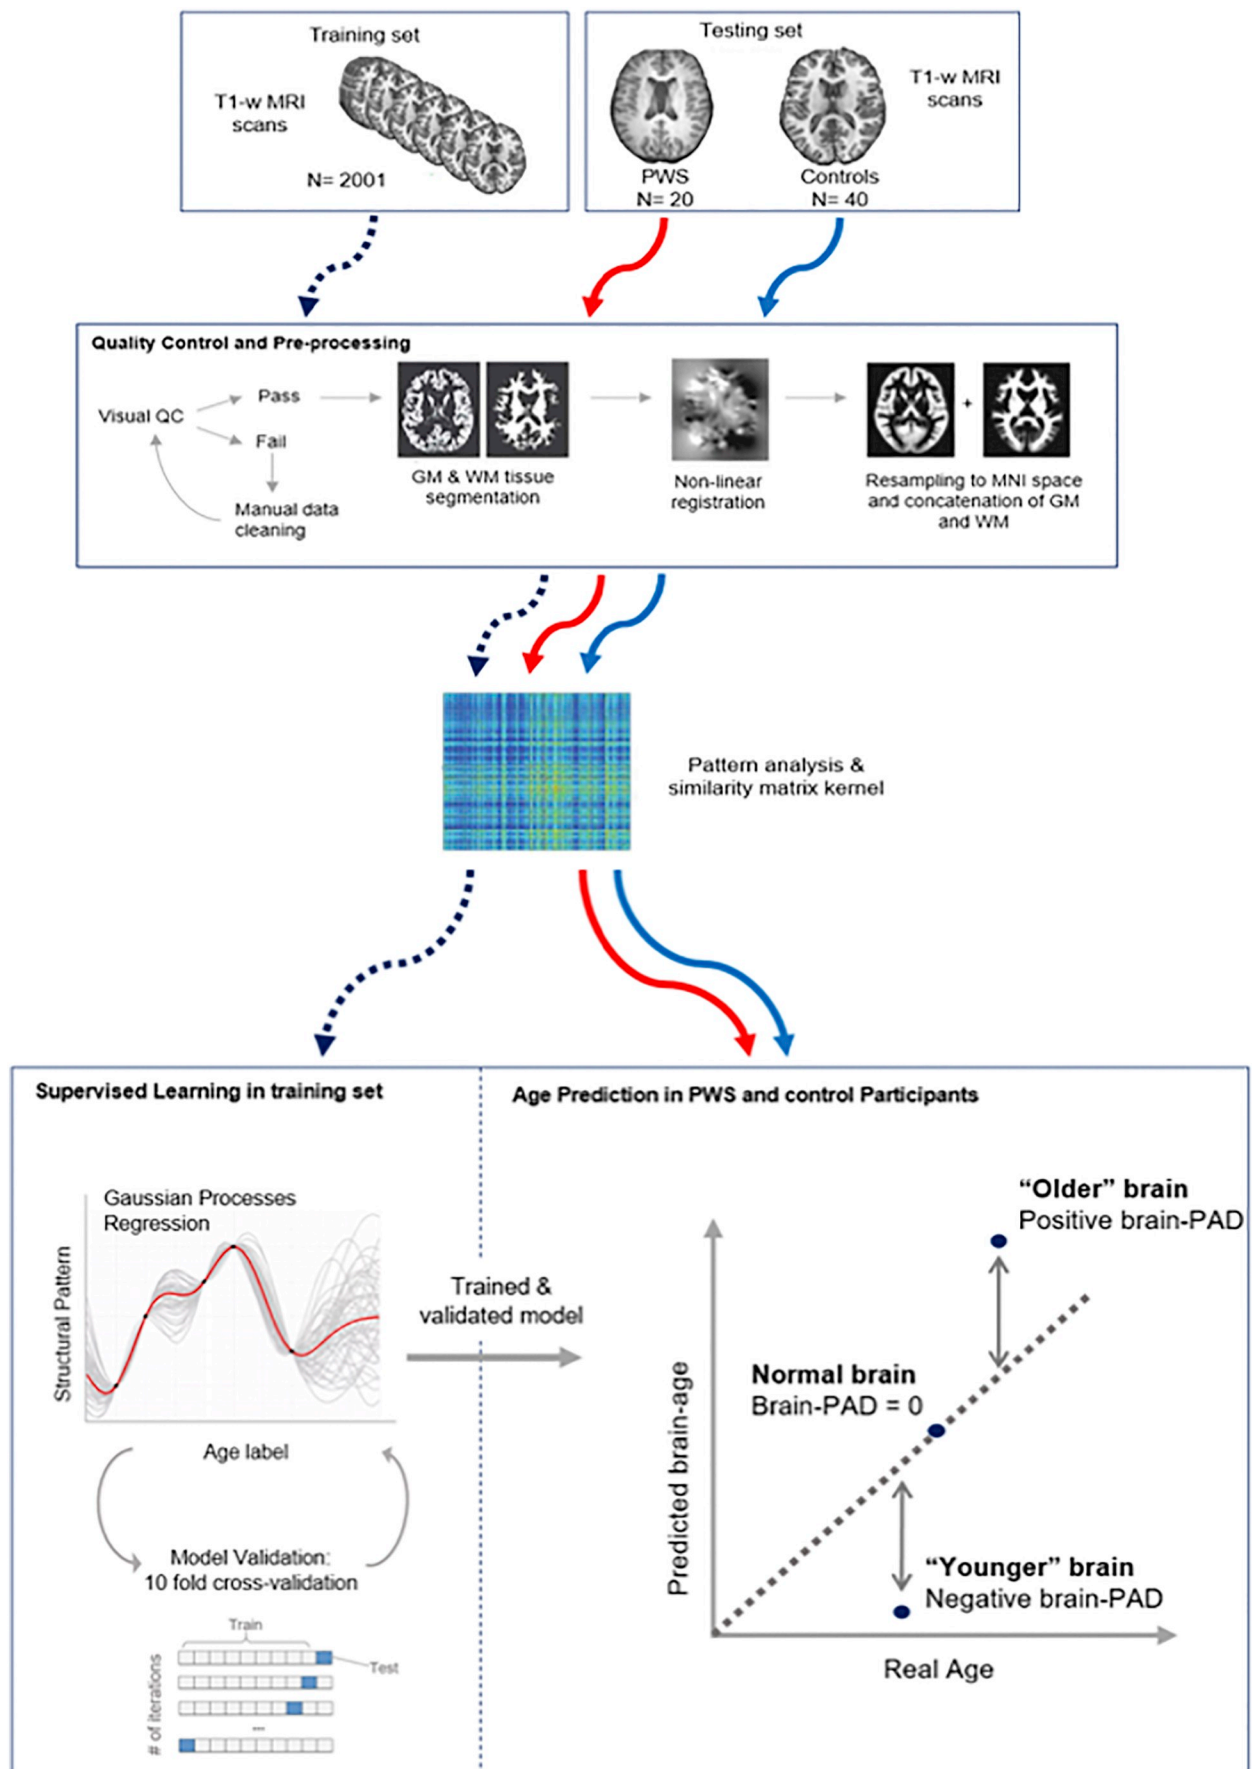 Training set
T1-w MRI
scans
N= 2001
Testing set
T1-w MRI
scans
PWS
N= 20
Controls
N= 40
Quality Control and Pre-processing
Visual QC
Pass
Fail
Manual data
cleaning
GM & WM tissue
segmentation
Non-linear
registration
+
Resampling to MNI space
and concatenation of GM
and WM
Pattern analysis &
similarity matrix kernel
Supervised Learning in training set
Gaussian Processes
Regression
Structural Pattern
Age label
Model Validation:
10 fold cross-validation
Train
Test
# of iterations
...
Trained &
validated model
Age Prediction in PWS and control Participants
“Older” brain
Positive brain-PAD
Normal brain
Brain-PAD = 0
“Younger” brain
Negative brain-PAD
Predicted brain-age
Real Age